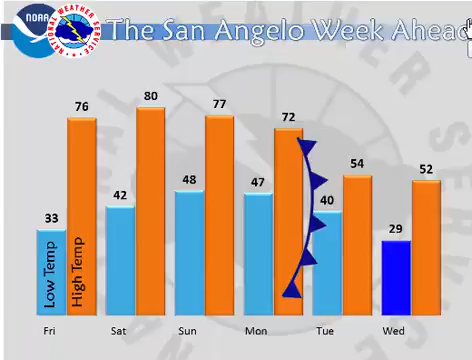 NOAA
NATIONAL WEATHER SERVICE
The San Angelo Week Ahead
76
80
77
72
54
52
33
42
48
47
40
29
Low Temp
High Temp
Fri
Sat
Sun
Mon
Tue
Wed